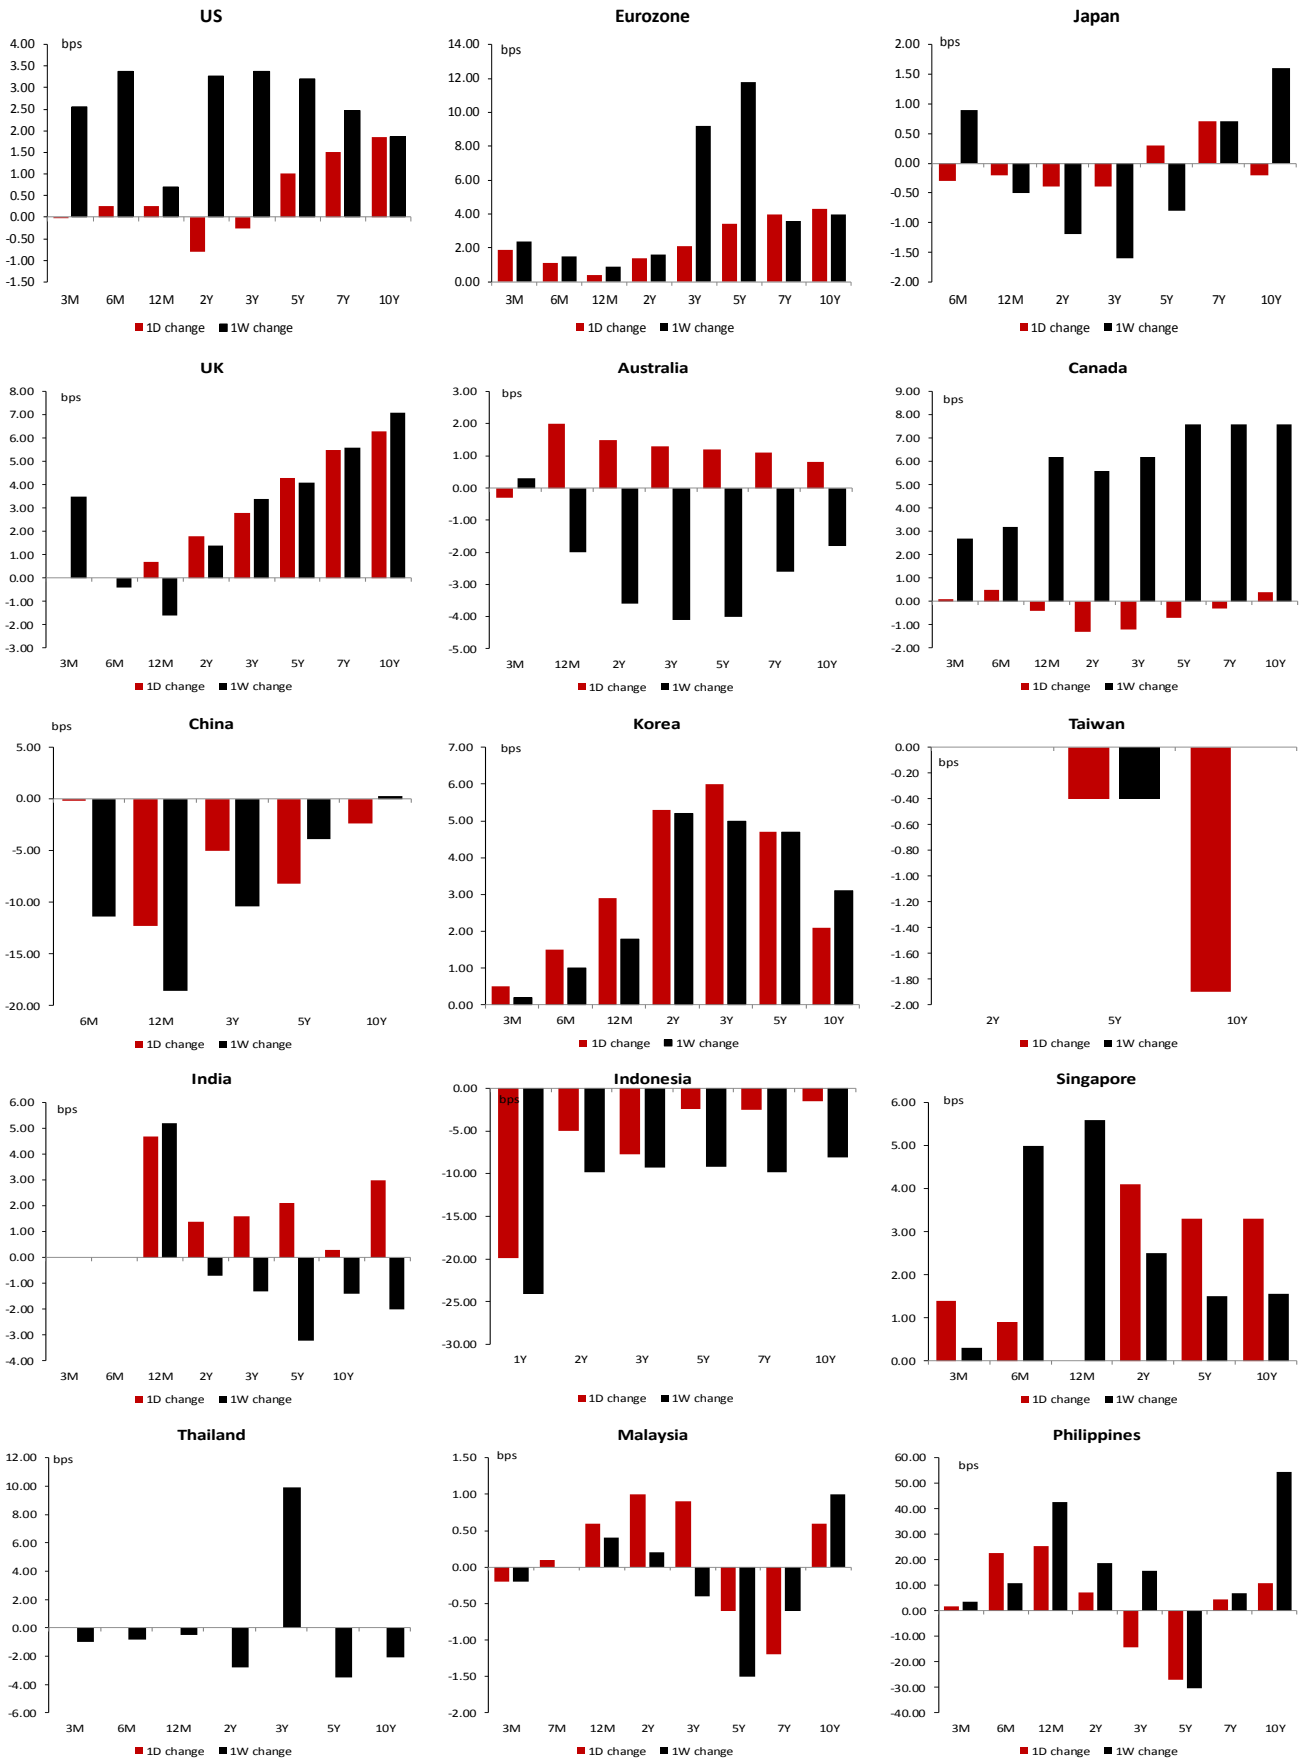 US
bps
4.00
3.50
3.00
2.50
2.00
1.50
1.00
0.50
0.00
-0.50
-1.00
-1.50
3M 6M 12M 2Y 3Y 5Y 7Y 10Y
1D change 1W change
Eurozone
bps
14.00
12.00
10.00
8.00
6.00
4.00
2.00
0.00
3M 6M 12M 2Y 3Y 5Y 7Y 10Y
1D change 1W change
Japan
bps
2.00
1.50
1.00
0.50
0.00
-0.50
-1.00
-1.50
-2.00
6M 12M 2Y 3Y 5Y 7Y 10Y
1D change 1W change
UK
bps
8.00
7.00
6.00
5.00
4.00
3.00
2.00
1.00
0.00
-1.00
-2.00
-3.00
3M 6M 12M 2Y 3Y 5Y 7Y 10Y
1D change 1W change
Australia
bps
3.00
2.00
1.00
0.00
-1.00
-2.00
-3.00
-4.00
-5.00
3M 12M 2Y 3Y 5Y 7Y 10Y
1D change 1W change
Canada
bps
9.00
8.00
7.00
6.00
5.00
4.00
3.00
2.00
1.00
0.00
-1.00
-2.00
3M 6M 12M 2Y 3Y 5Y 7Y 10Y
1D change 1W change
China
bps
5.00
0.00
-5.00
-10.00
-15.00
-20.00
6M 12M 3Y 5Y 10Y
1D change 1W change
Korea
bps
7.00
6.00
5.00
4.00
3.00
2.00
1.00
0.00
3M 6M 12M 2Y 3Y 5Y 10Y
1D change 1W change
Taiwan
0.00
bps
-0.20
-0.40
-0.60
-0.80
-1.00
-1.20
-1.40
-1.60
-1.80
-2.00
2Y 5Y 10Y
1D change 1W change
India
bps
6.00
5.00
4.00
3.00
2.00
1.00
0.00
-1.00
-2.00
-3.00
-4.00
3M 6M 12M 2Y 3Y 5Y 10Y
1D change 1W change
Indonesia
0.00
bps
-5.00
-10.00
-15.00
-20.00
-25.00
-30.00
1Y 2Y 3Y 5Y 7Y 10Y
1D change 1W change
Singapore
bps
6.00
5.00
4.00
3.00
2.00
1.00
0.00
3M 6M 12M 2Y 5Y 10Y
1D change 1W change
Thailand
bps
12.00
10.00
8.00
6.00
4.00
2.00
0.00
-2.00
-4.00
-6.00
3M 6M 12M 2Y 3Y 5Y 10Y
1D change 1W change
Malaysia
bps
1.50
1.00
0.50
0.00
-0.50
-1.00
-1.50
-2.00
3M 7M 12M 2Y 3Y 5Y 7Y 10Y
1D change 1W change
Philippines
bps
60.00
50.00
40.00
30.00
20.00
10.00
0.00
-10.00
-20.00
-30.00
-40.00
3M 6M 12M 2Y 3Y 5Y 7Y 10Y
1D change 1W change